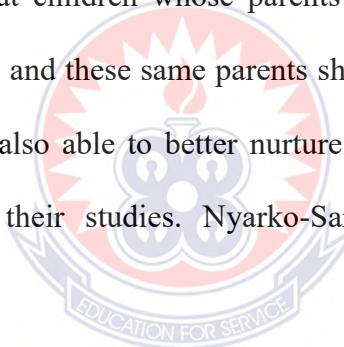 at children whose parents
and these same parents sh
also able to better nurture
their studies. Nyarko-Sa
EDUCATION FOR SERVICE